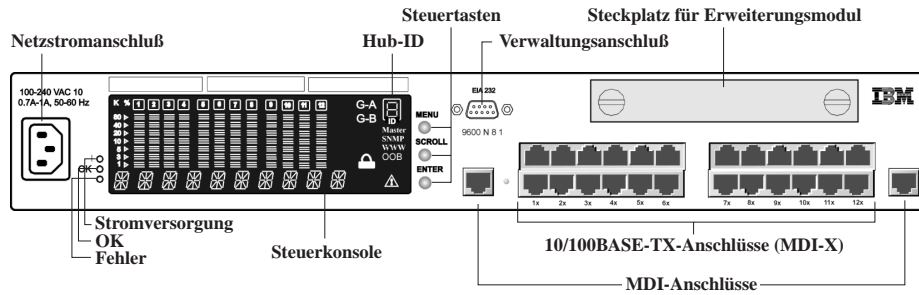 Steuertasten
Steckplatz für Erweiterungsmodul
Netzstromanschluß
Hub-ID
Verwaltungsanschluß
100-240 VAC 10
0.7A-1A, 50-60 Hz
K % 1 2 3 4 5 6 7 8 9 10 11 12
80
40
20
10
5
3
1
G-A
G-B
ID
Master
SNMP
WWW
OOB
MENU
SCROLL
ENTER
EIA 232
9600 N 8 1
IBM
OK
1x 2x 3x 4x 5x 6x
7x 8x 9x 10x 11x 12x
Stromversorgung
OK
Fehler
Steuerkonsole
10/100BASE-TX-Anschlüsse (MDI-X)
MDI-Anschlüsse